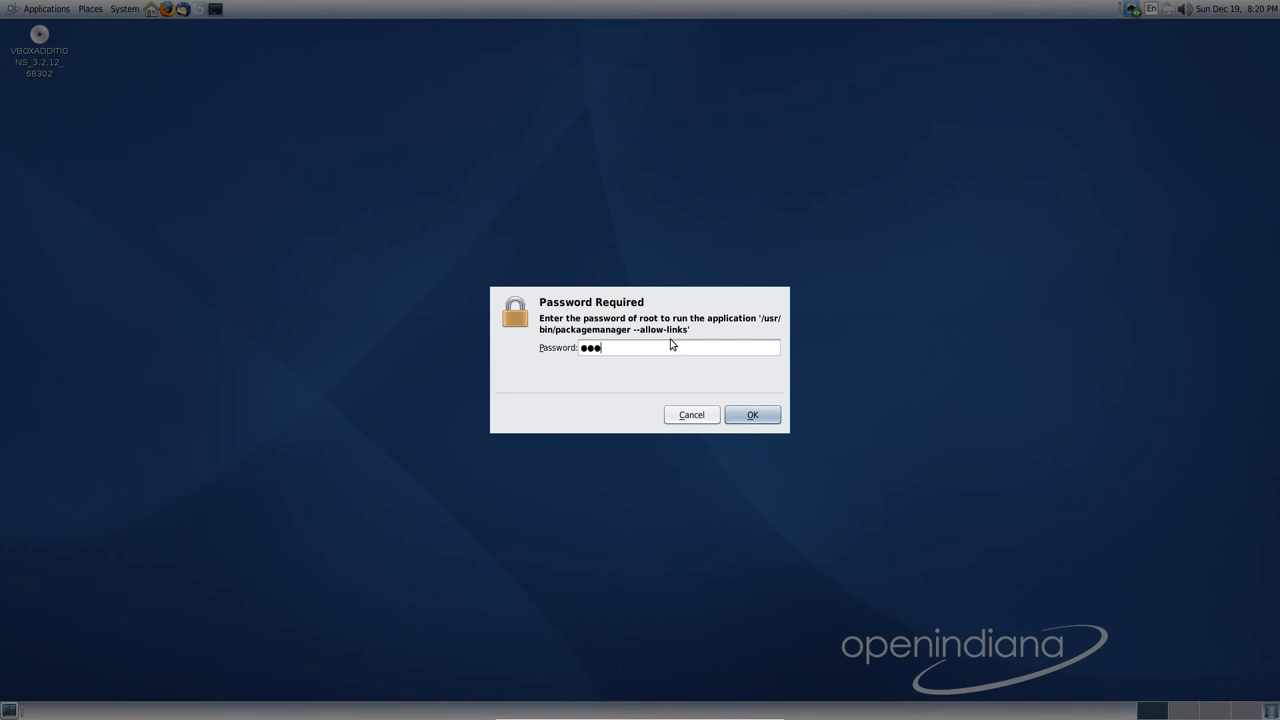 Applications Places System
En Sun Dec 19, 8:20 PM
VBOXADDITIO
NS_3.2.12_
68302
Password Required
Enter the password of root to run the application '/usr/
bin/packagemanager --allow-links'
Password: ●●●
Cancel OK
openindiana